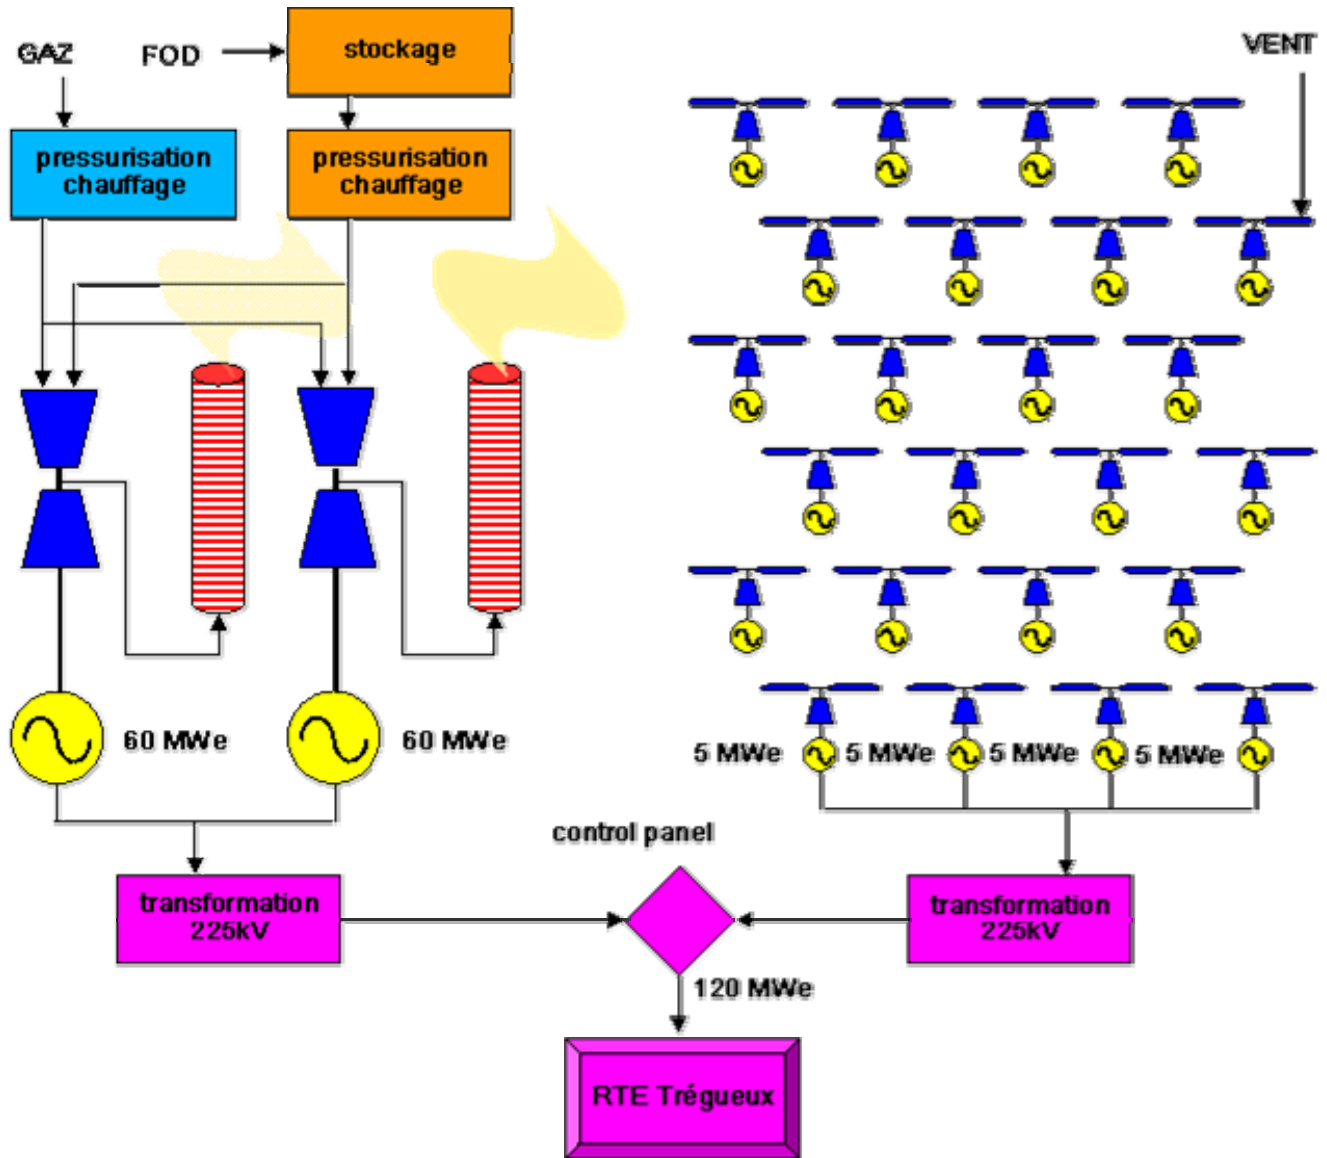 GAZ
FOD
stockage
VENT
pressurisation
chauffage
pressurisation
chauffage
60 MWe
60 MWe
5 MWe
5 MWe
5 MWe
5 MWe
control panel
transformation
225kV
transformation
225kV
120 MWe
RTE Trégueux